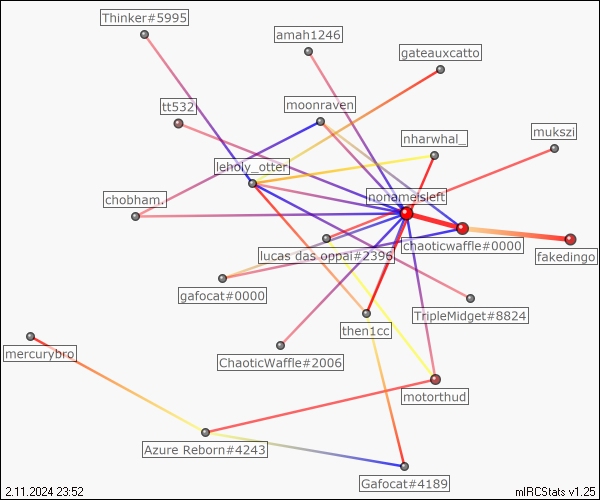 Thinker#5995
amah1246
gateauxcatto
tt532
moonraven
nharwhal_
mukszi
leholy_otter
nonameisleft
chobham.
chaoticwaffle#0000
lucas das oppai#2396
fakedingo
gafocat#0000
TripleMidget#8824
then1cc
mercurybro
ChaoticWaffle#2006
motorthud
Azure Reborn#4243
Gafocat#4189
2.11.2024 23:52
mIRCStats v1.25